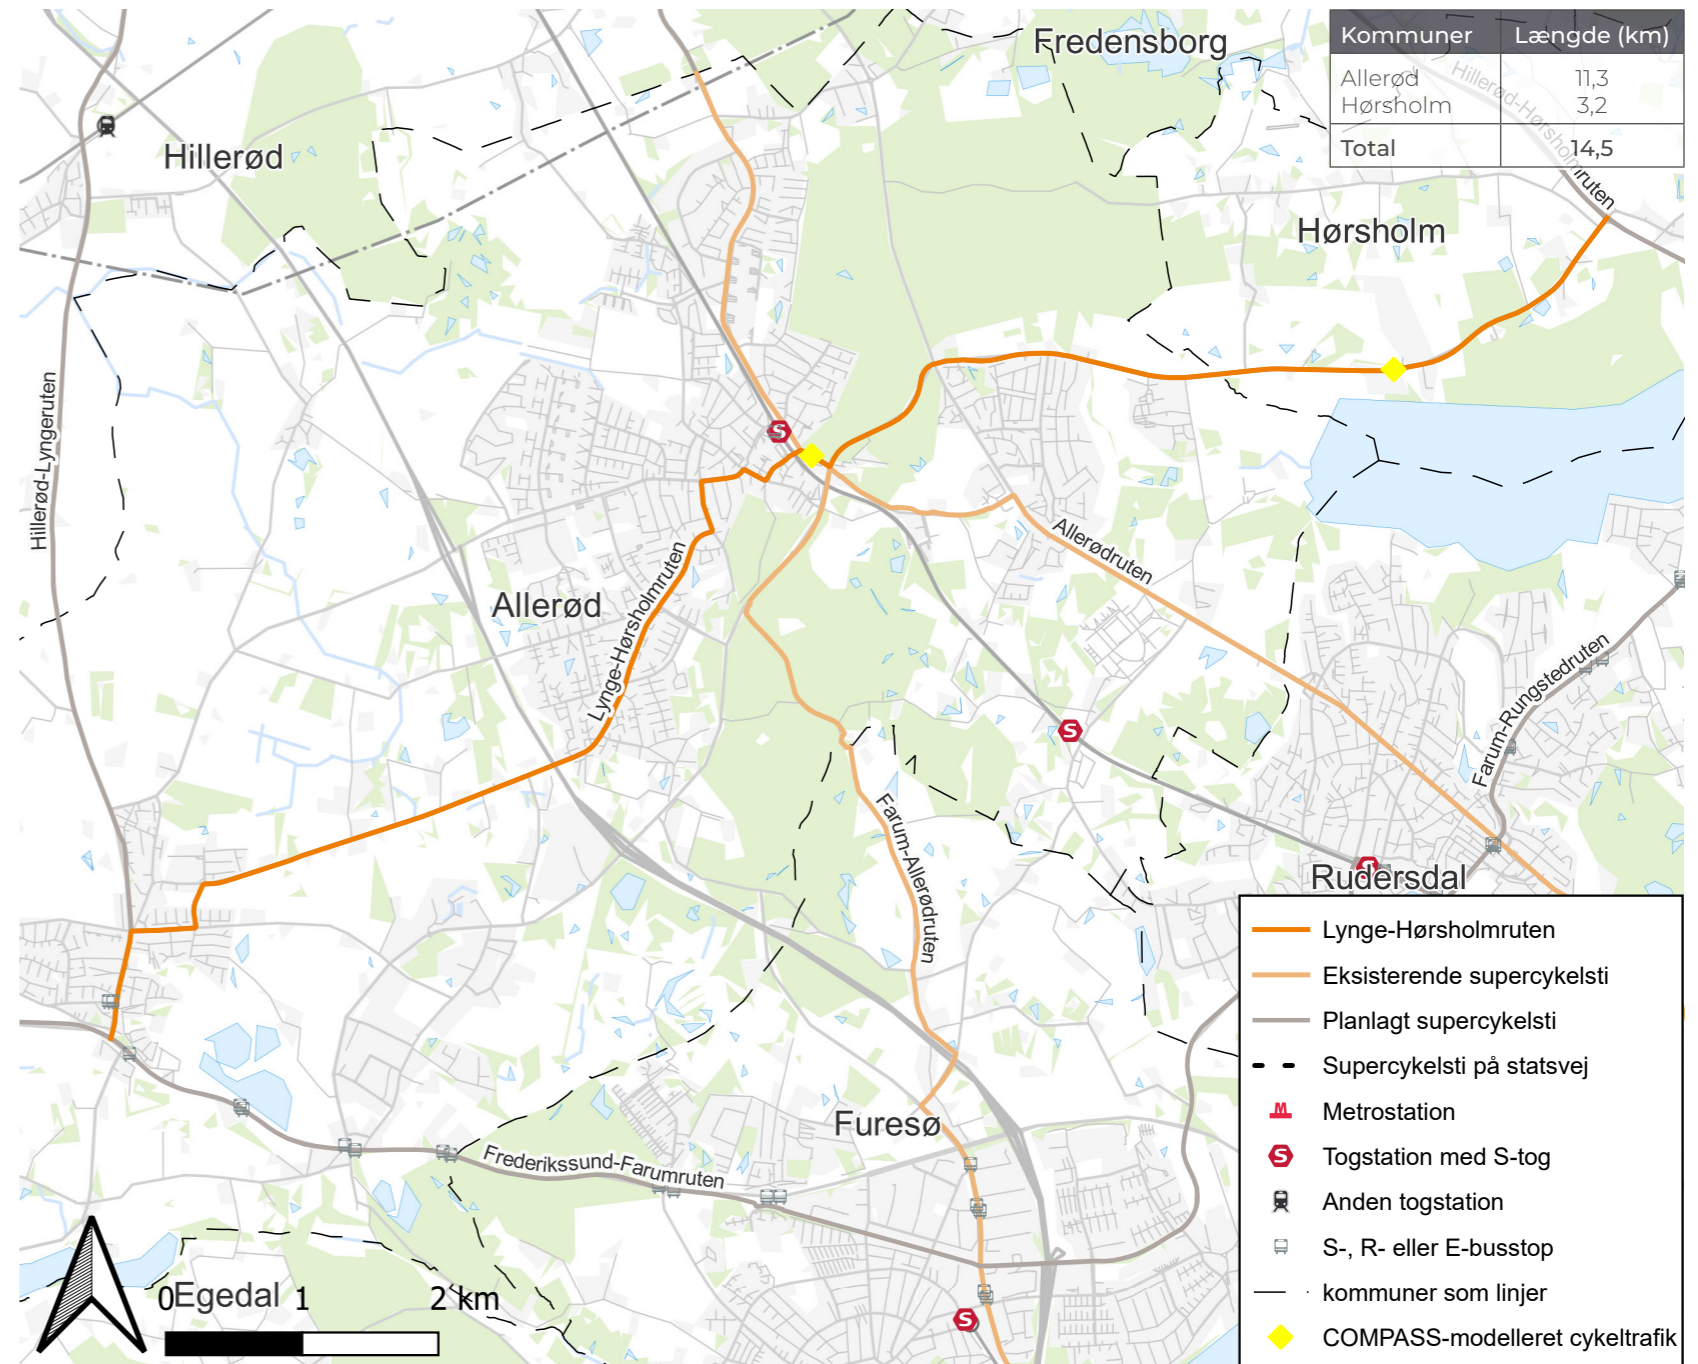 Kommuner Længde (km)
Allerød 11,3
Hørsholm 3,2
Total 14,5
Fredensborg
Hillerød-Hørsholmruten
Hillerød
Hørsholm
Hillerød-Lyngeruten
Allerødruten
Allerød
Lynge-Hørsholmruten
Farum-Rungstedruten
Farum-Allerødruten
Rudersdal
Furesø
Frederikssund-Farumruten
Egedal
0 1 2 km
Lynge-Hørsholmruten
Eksisterende supercykelsti
Planlagt supercykelsti
Supercykelsti på statsvej
M Metrostation
S Togstation med S-tog
Anden togstation
S-, R- eller E-busstop
kommuner som linjer
COMPASS-modelleret cykeltrafik
S
S
S
S